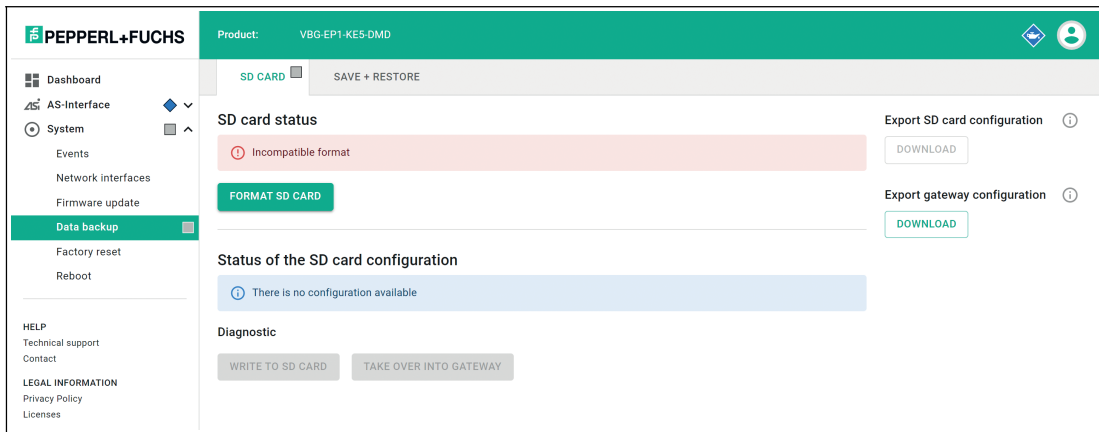 PEPPERL+FUCHS
Product: VBG-EP1-KE5-DMD
Dashboard
AS-Interface
System
Events
Network interfaces
Firmware update
Data backup
Factory reset
Reboot
HELP
Technical support
Contact
LEGAL INFORMATION
Privacy Policy
Licenses
SD CARD
SAVE + RESTORE
SD card status
Incompatible format
FORMAT SD CARD
Status of the SD card configuration
There is no configuration available
Diagnostic
WRITE TO SD CARD
TAKE OVER INTO GATEWAY
Export SD card configuration
DOWNLOAD
Export gateway configuration
DOWNLOAD